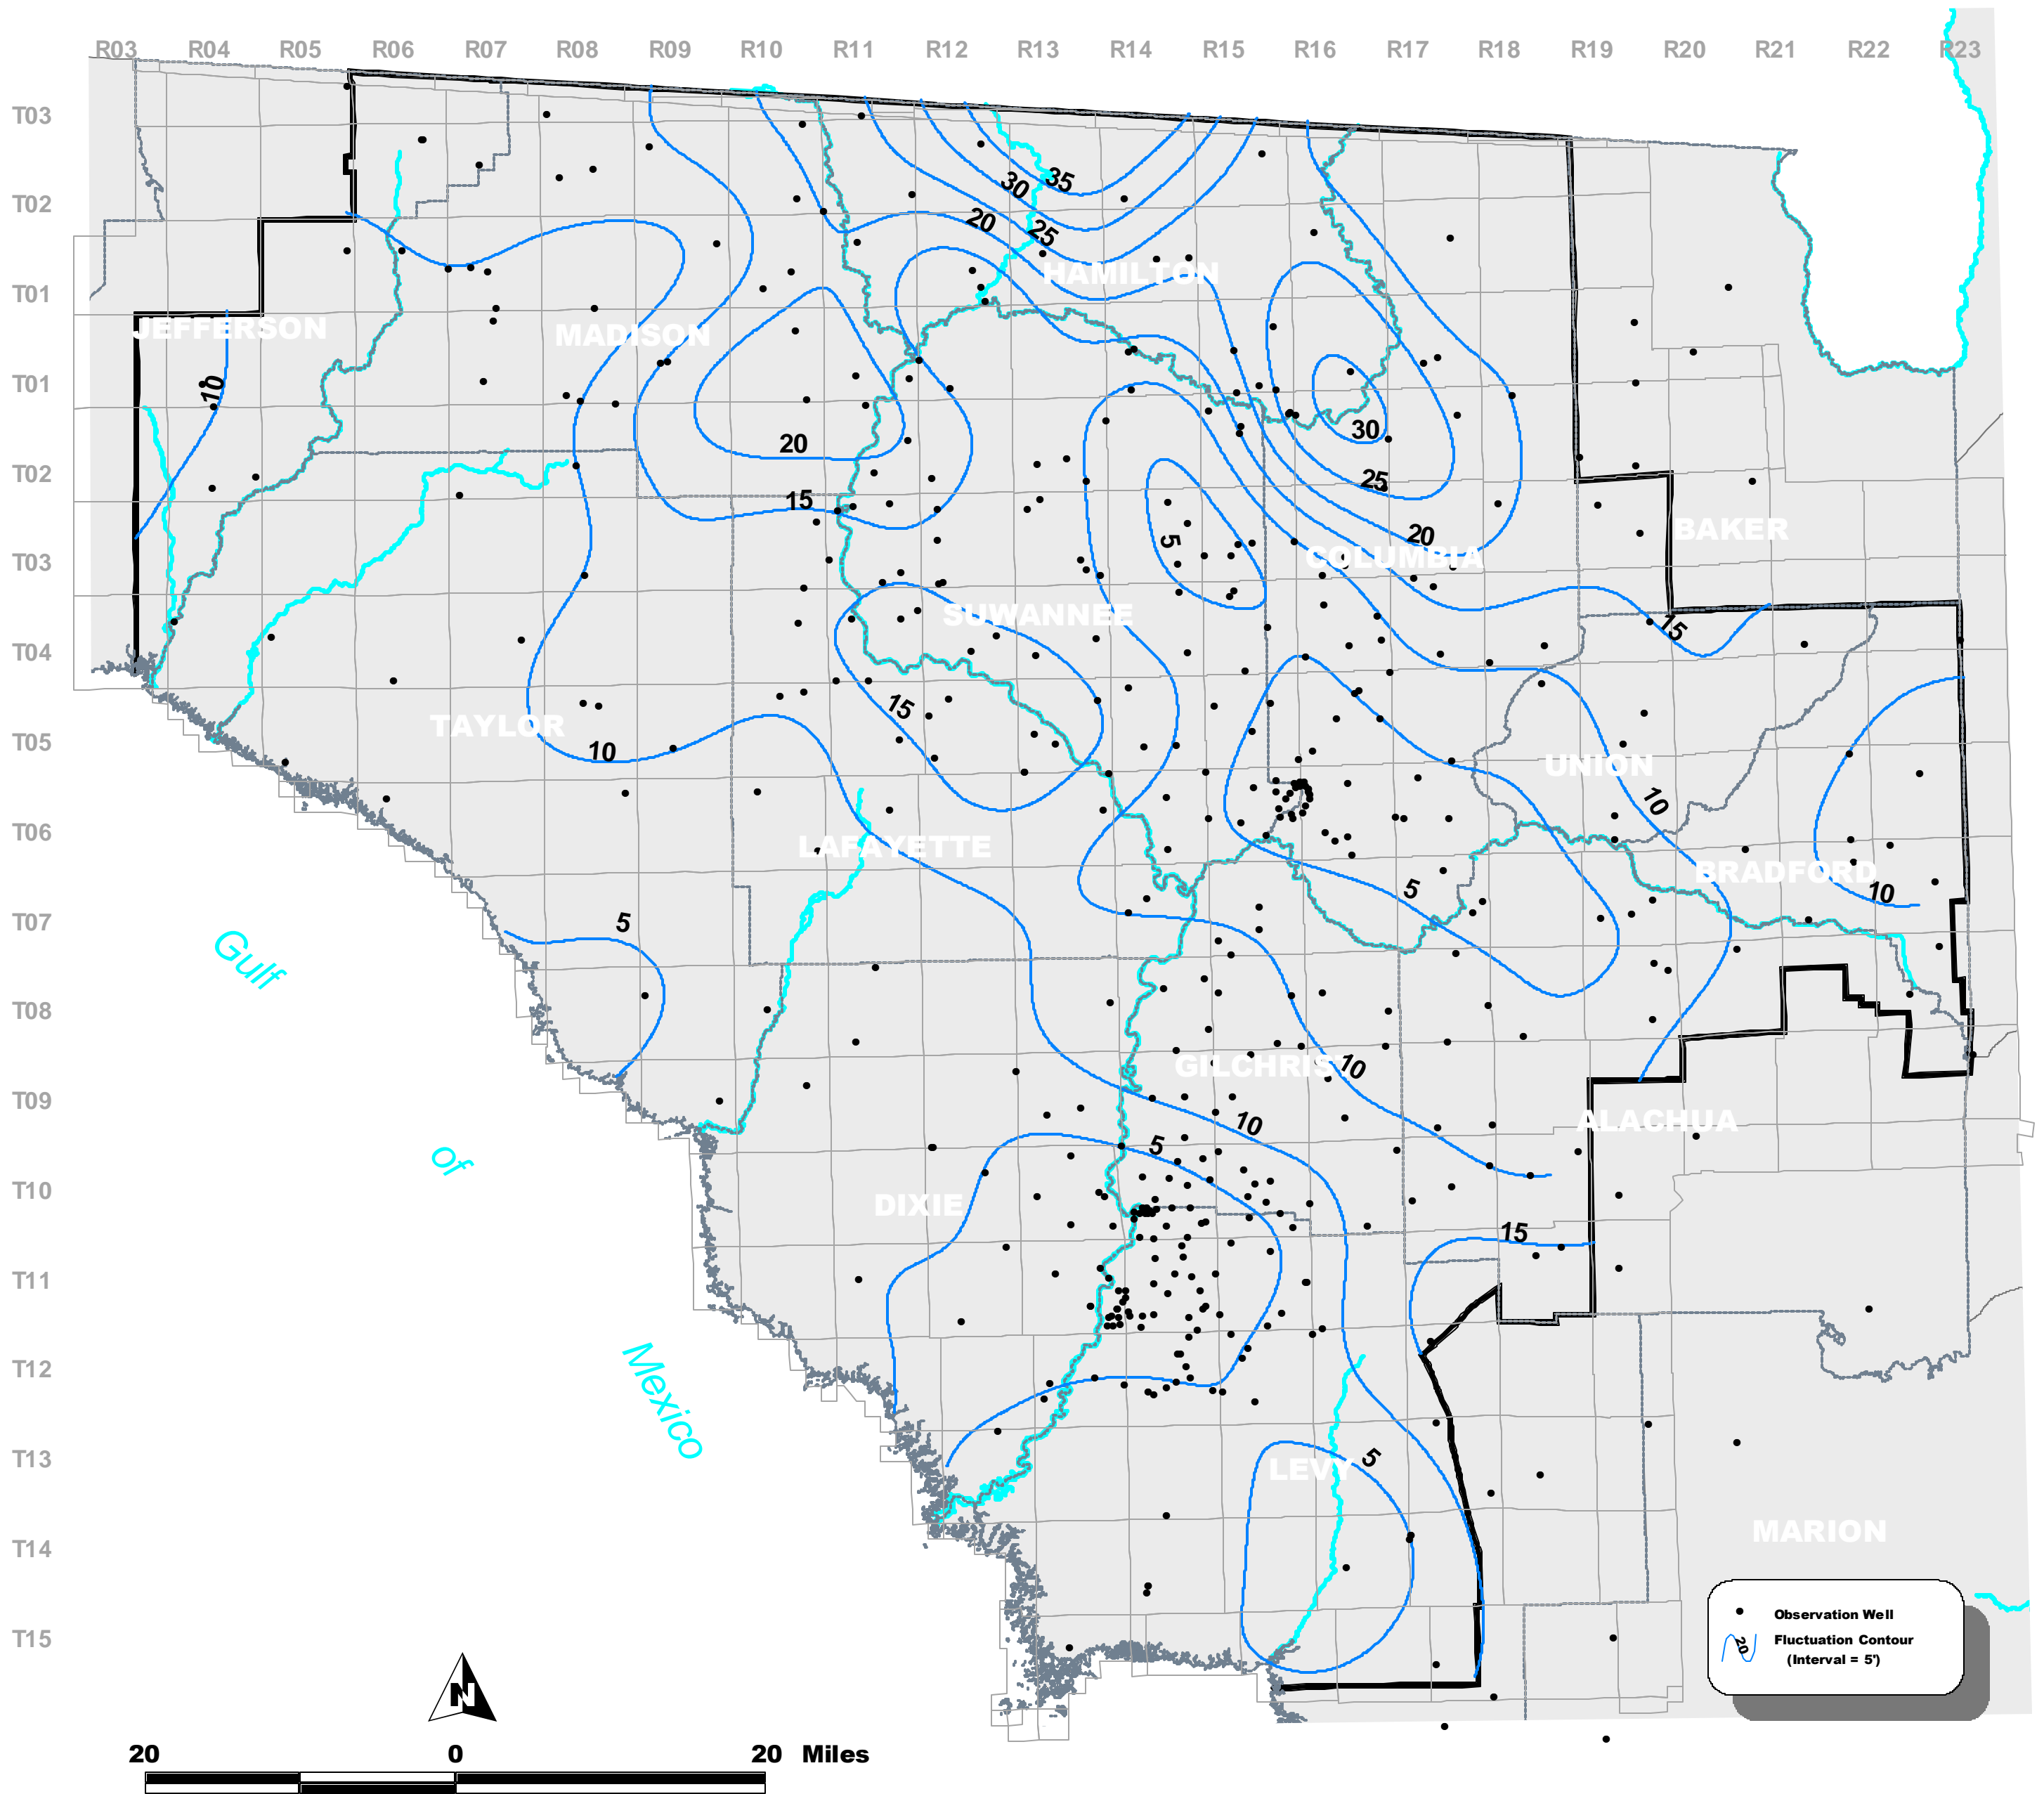 R03 R04 R05 R06 R07 R08 R09 R10 R11 R12 R13 R14 R15 R16 R17 R18 R19 R20 R21 R22 R23
T03
35
30
T02
20
25
HAMILTON
T01
JEFFERSON
MADISON
T01
10
30
20
T02
25
15
20
BAKER
5
T03
COLUMBIA
SUWANNEE
15
T04
15
TAYLOR
T05
10
UNION
10
T06
LAFAYETTE
BRADFORD
5
10
T07
5
Gulf
T08
GILCHRIST
10
T09
10
ALACHUA
5
of
T10
DIXIE
15
T11
Mexico
T12
T13
LEVY
5
MARION
T14
T15
Observation Well
20
Fluctuation Contour
(Interval = 5')
N
20 0 20 Miles